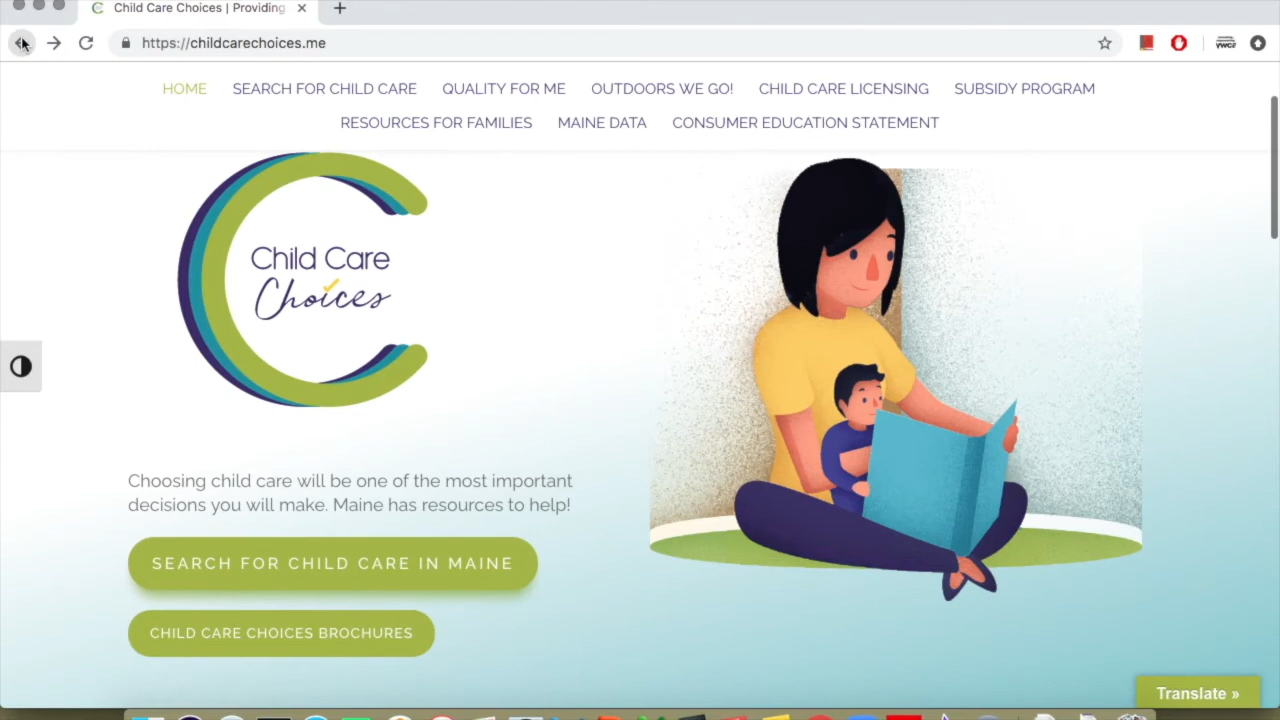 Child Care Choices | Providing
https://childcarechoices.me
HOME SEARCH FOR CHILD CARE QUALITY FOR ME OUTDOORS WE GO! CHILD CARE LICENSING SUBSIDY PROGRAM
RESOURCES FOR FAMILIES MAINE DATA CONSUMER EDUCATION STATEMENT
Child Care
Choices
Choosing child care will be one of the most important
decisions you will make. Maine has resources to help!
SEARCH FOR CHILD CARE IN MAINE
CHILD CARE CHOICES BROCHURES
Translate »